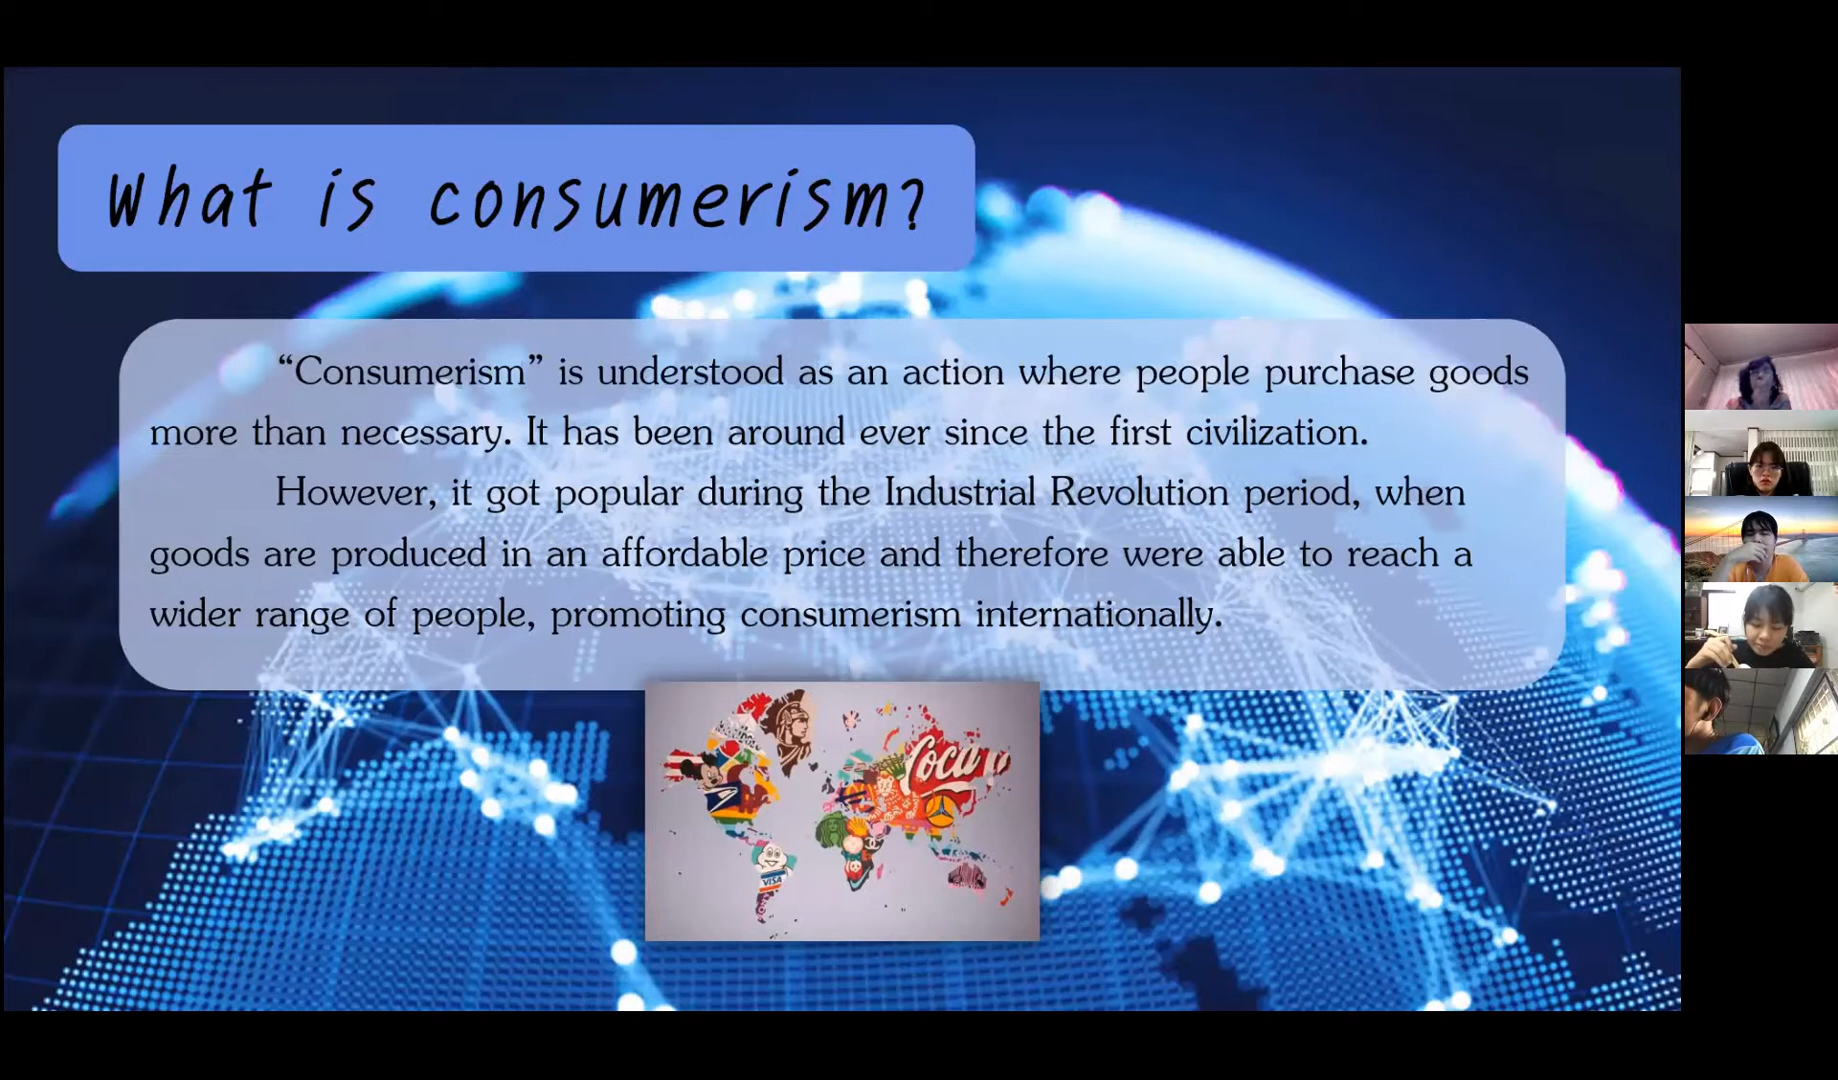 What is consumerism?
“Consumerism” is understood as an action where people purchase goods
more than necessary. It has been around ever since the first civilization.
However, it got popular during the Industrial Revolution period, when
goods are produced in an affordable price and therefore were able to reach a
wider range of people, promoting consumerism internationally.
Coca
VISA